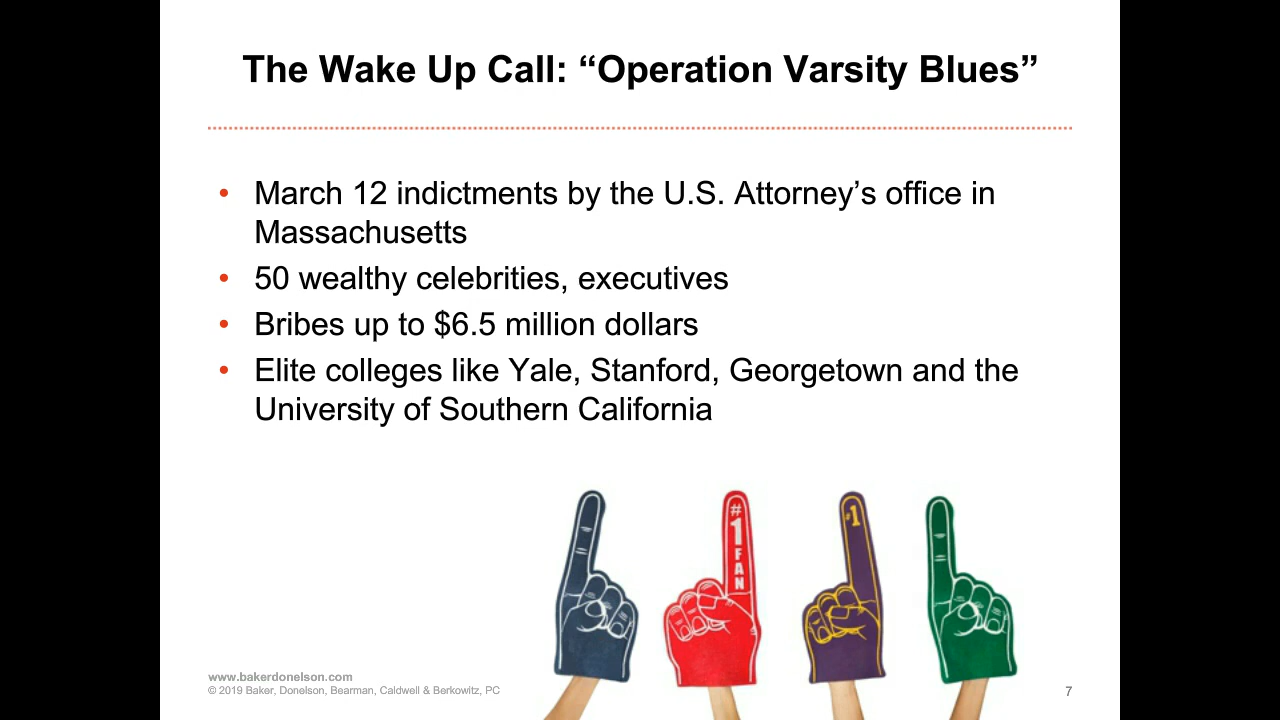 The Wake Up Call: “Operation Varsity Blues”
• March 12 indictments by the U.S. Attorney’s office in
Massachusetts
• 50 wealthy celebrities, executives
• Bribes up to $6.5 million dollars
• Elite colleges like Yale, Stanford, Georgetown and the
University of Southern California
#
1
F
A
N
#1
www.bakerdonelson.com
© 2019 Baker, Donelson, Bearman, Caldwell & Berkowitz, PC
7